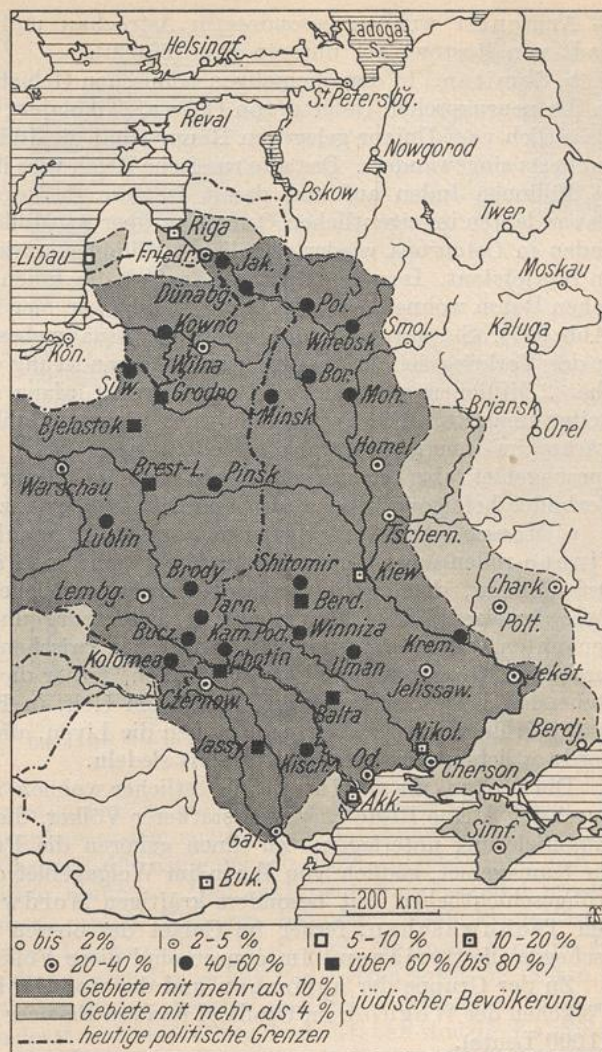 Ladoga
S.
Helsingf.
St. Petersbg.
Reval
Nowgorod
Pskow
Twer
Riga
Libau
Friedr.
Jak.
Moskau
Dünabg.
Pol.
Kowno
Witebsk
Smol.
Kaluga
Kön.
Wilna
Suw.
Bor.
Grodno
Minsk
Moh.
Brjansk
Orel
Bjelostok
Homel
Warschau
Brest-L.
Pinsk
Lublin
Tschern.
Shitomir
Kiew
Brody
Chark.
Lembg.
Berd.
Polt.
Tarn.
Bucz.
Kam. Pod.
Winniza
Krem.
Kolomea
Chotin
Uman
Jekat.
Czernow.
Jelissaw.
Balta
Berdj.
Jassy
Nikol.
Kisch.
Od.
Cherson
Akk.
Gal.
Simf.
Buk.
200 km
bis 2% 2-5% 5-10% 10-20%
20-40% 40-60% über 60% (bis 80%)
Gebiete mit mehr als 10%
Gebiete mit mehr als 4%
jüdischer Bevölkerung
heutige politische Grenzen